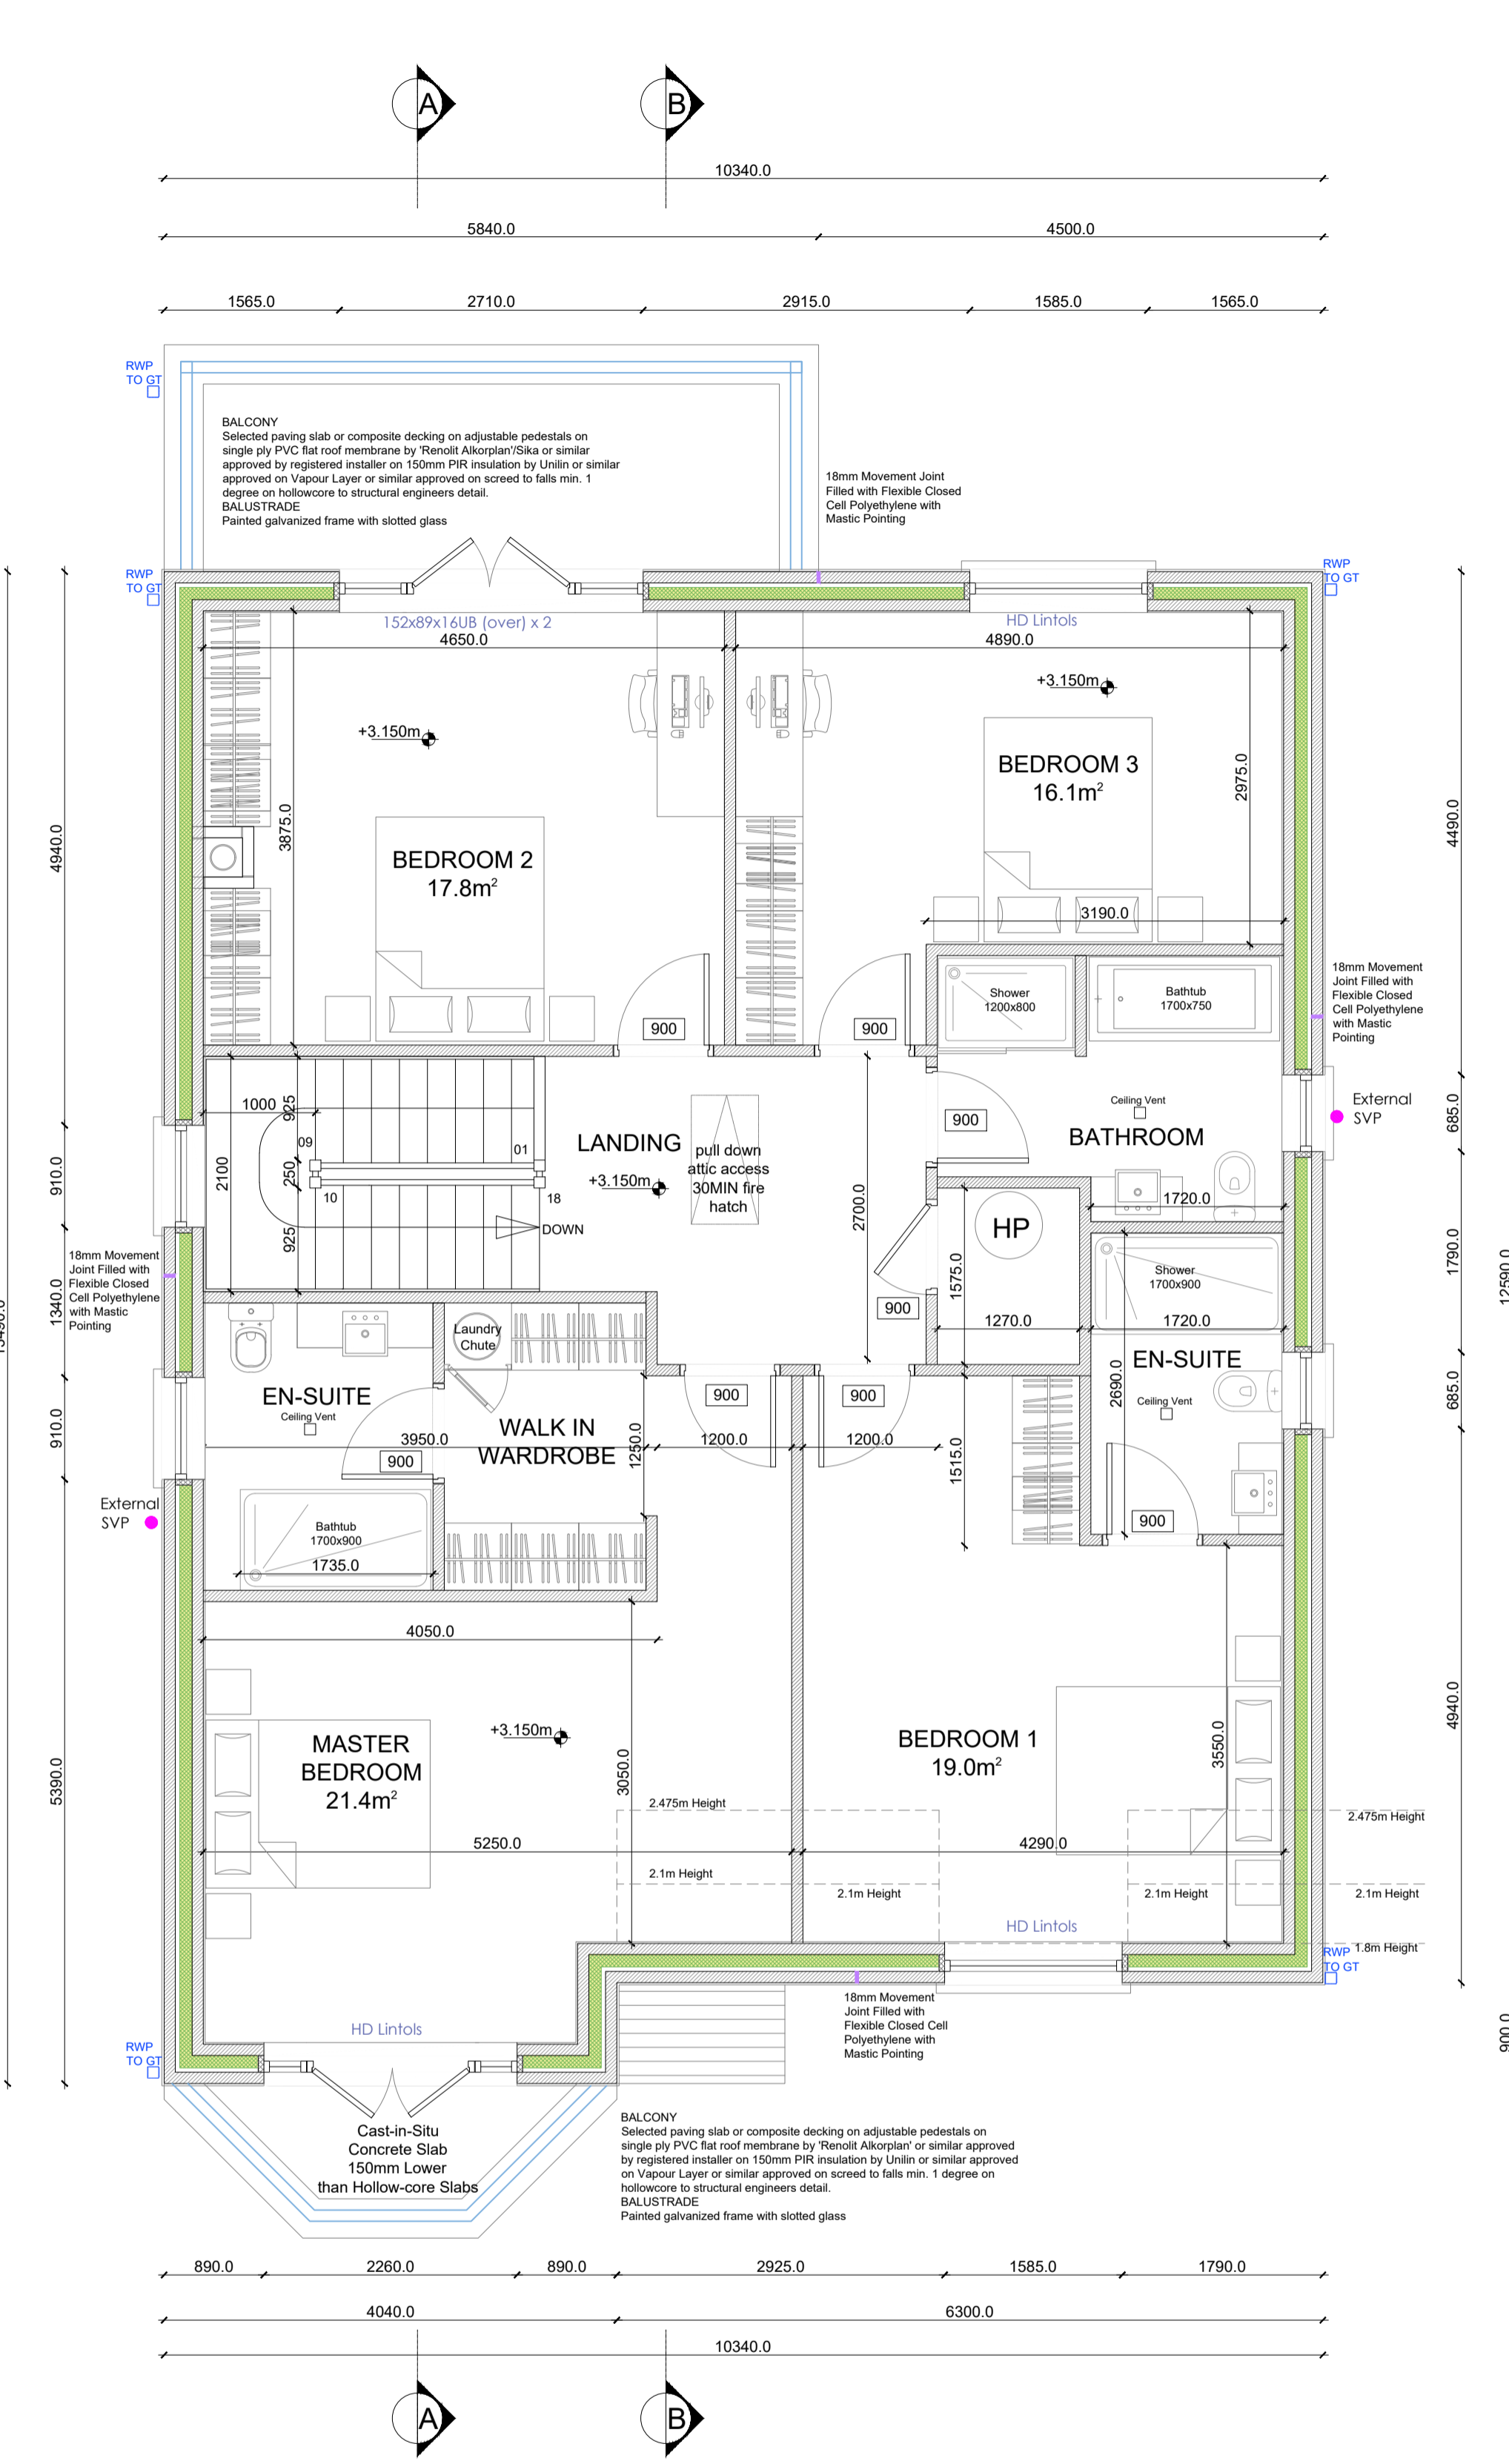 A
B
10340.0
5840.0
4500.0
1565.0
2710.0
2915.0
1585.0
1565.0
RWP
TO GT
BALCONY
Selected paving slab or composite decking on adjustable pedestals on
single ply PVC flat roof membrane by 'Renolit Alkorplan'/Sika or similar
approved by registered installer on 150mm PIR insulation by Unilin or similar
approved on Vapour Layer or similar approved on screed to falls min. 1
degree on hollowcore to structural engineers detail.
BALUSTRADE
Painted galvanized frame with slotted glass
18mm Movement Joint
Filled with Flexible Closed
Cell Polyethylene with
Mastic Pointing
RWP
TO GT
RWP
TO GT
152x89x16UB (over) x 2
HD Lintols
4650.0
4890.0
+3.150m
+3.150m
BEDROOM 3
16.1m²
2975.0
3875.0
4940.0
4490.0
BEDROOM 2
17.8m²
3190.0
18mm Movement
Joint Filled with
Flexible Closed
Cell Polyethylene
with Mastic
Pointing
Shower
1200x800
Bathtub
1700x750
900
900
1000
925
09
01
250
10
18
2100
925
DOWN
LANDING
+3.150m
pull down
attic access
30MIN fire
hatch
2700.0
900
Ceiling Vent
BATHROOM
External
SVP
685.0
910.0
1720.0
HP
1575.0
1270.0
900
Shower
1700x900
1720.0
1790.0
12590.0
18mm Movement
Joint Filled with
Flexible Closed
Cell Polyethylene
with Mastic
Pointing
1340.0
Laundry
Chute
EN-SUITE
Ceiling Vent
WALK IN
WARDROBE
900
900
EN-SUITE
Ceiling Vent
2690.0
685.0
910.0
3950.0
900
1250.0
1200.0
1200.0
1515.0
External
SVP
Bathtub
1700x900
1735.0
900
4050.0
+3.150m
MASTER
BEDROOM
21.4m²
3050.0
BEDROOM 1
19.0m²
3550.0
4940.0
5390.0
2.475m Height
2.475m Height
5250.0
4290.0
2.1m Height
2.1m Height
2.1m Height
2.1m Height
HD Lintols
1.8m Height
RWP
TO GT
18mm Movement
Joint Filled with
Flexible Closed Cell
Polyethylene with
Mastic Pointing
900.0
HD Lintols
RWP
TO GT
Cast-in-Situ
Concrete Slab
150mm Lower
than Hollow-core Slabs
BALCONY
Selected paving slab or composite decking on adjustable pedestals on
single ply PVC flat roof membrane by 'Renolit Alkorplan' or similar approved
by registered installer on 150mm PIR insulation by Unilin or similar approved
on Vapour Layer or similar approved on screed to falls min. 1 degree on
hollowcore to structural engineers detail.
BALUSTRADE
Painted galvanized frame with slotted glass
890.0
2260.0
890.0
2925.0
1585.0
1790.0
4040.0
6300.0
10340.0
A
B